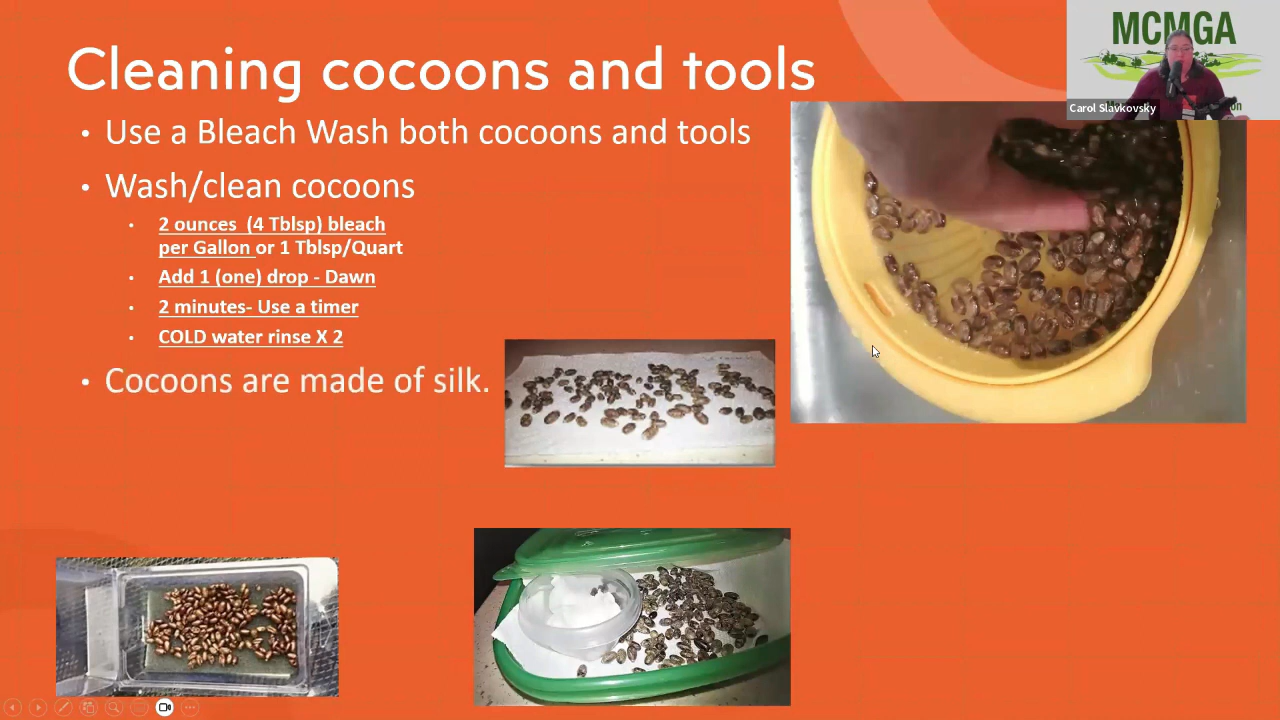 Cleaning cocoons and tools
• Use a Bleach Wash both cocoons and tools
• Wash/clean cocoons
• 2 ounces (4 Tblsp) bleach
per Gallon or 1 Tblsp/Quart
• Add 1 (one) drop - Dawn
• 2 minutes- Use a timer
• COLD water rinse X 2
• Cocoons are made of silk.
MCMGA
Carol Slavkovsky